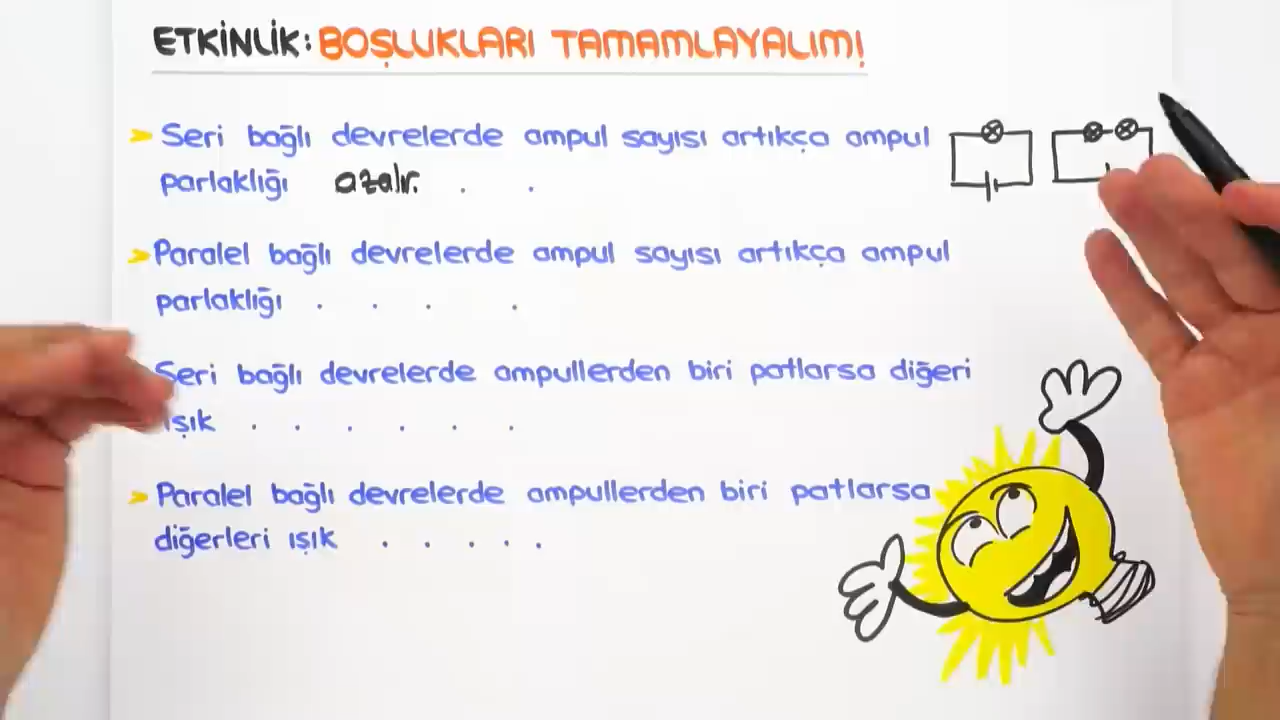 ETKİNLİK: BOŞLUKLARI TAMAMLAYALIM!
➤ Seri bağlı devrelerde ampul sayısı artıkça ampul
parlaklığı azalır. . .
➤ Paralel bağlı devrelerde ampul sayısı artıkça ampul
parlaklığı . . . .
Seri bağlı devrelerde ampullerden biri patlarsa diğeri
ışık . . . . . .
➤ Paralel bağlı devrelerde ampullerden biri patlarsa
diğerleri ışık . . . . .